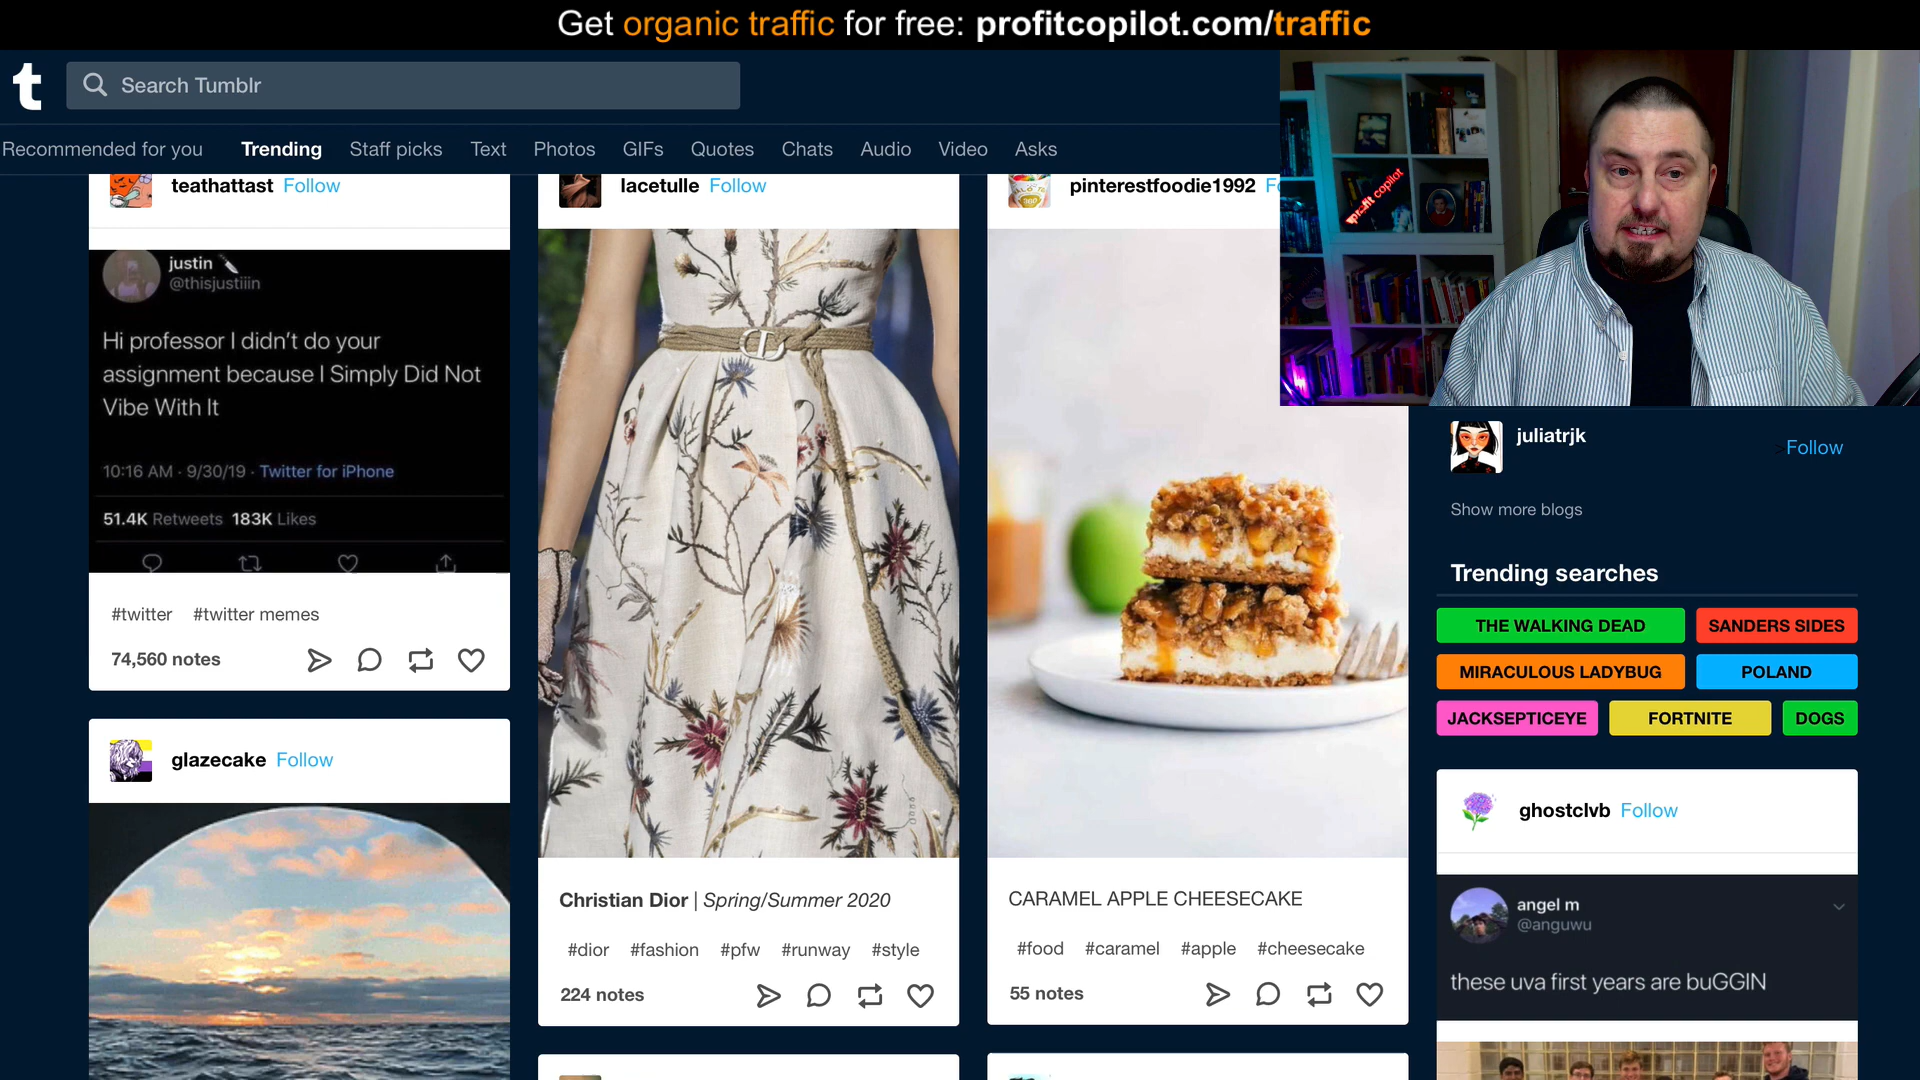 Get organic traffic for free: profitcopilot.com/traffic
t
Search Tumblr
Recommended for you Trending Staff picks Text Photos GIFs Quotes Chats Audio Video Asks
profit copilot
teathattast Follow
justin
@thisjustiiin
Hi professor I didn't do your
assignment because I Simply Did Not
Vibe With It
10:16 AM · 9/30/19 · Twitter for iPhone
51.4K Retweets 183K Likes
#twitter #twitter memes
74,560 notes
glazecake Follow
lacetulle Follow
Christian Dior | Spring/Summer 2020
#dior #fashion #pfw #runway #style
224 notes
pinterestfoodie1992 Fo
CARAMEL APPLE CHEESECAKE
#food #caramel #apple #cheesecake
55 notes
juliatrjk
Follow
Show more blogs
Trending searches
THE WALKING DEAD SANDERS SIDES
MIRACULOUS LADYBUG POLAND
JACKSEPTICEYE FORTNITE DOGS
ghostclvb Follow
angel m
@anguwu
these uva first years are buGGIN